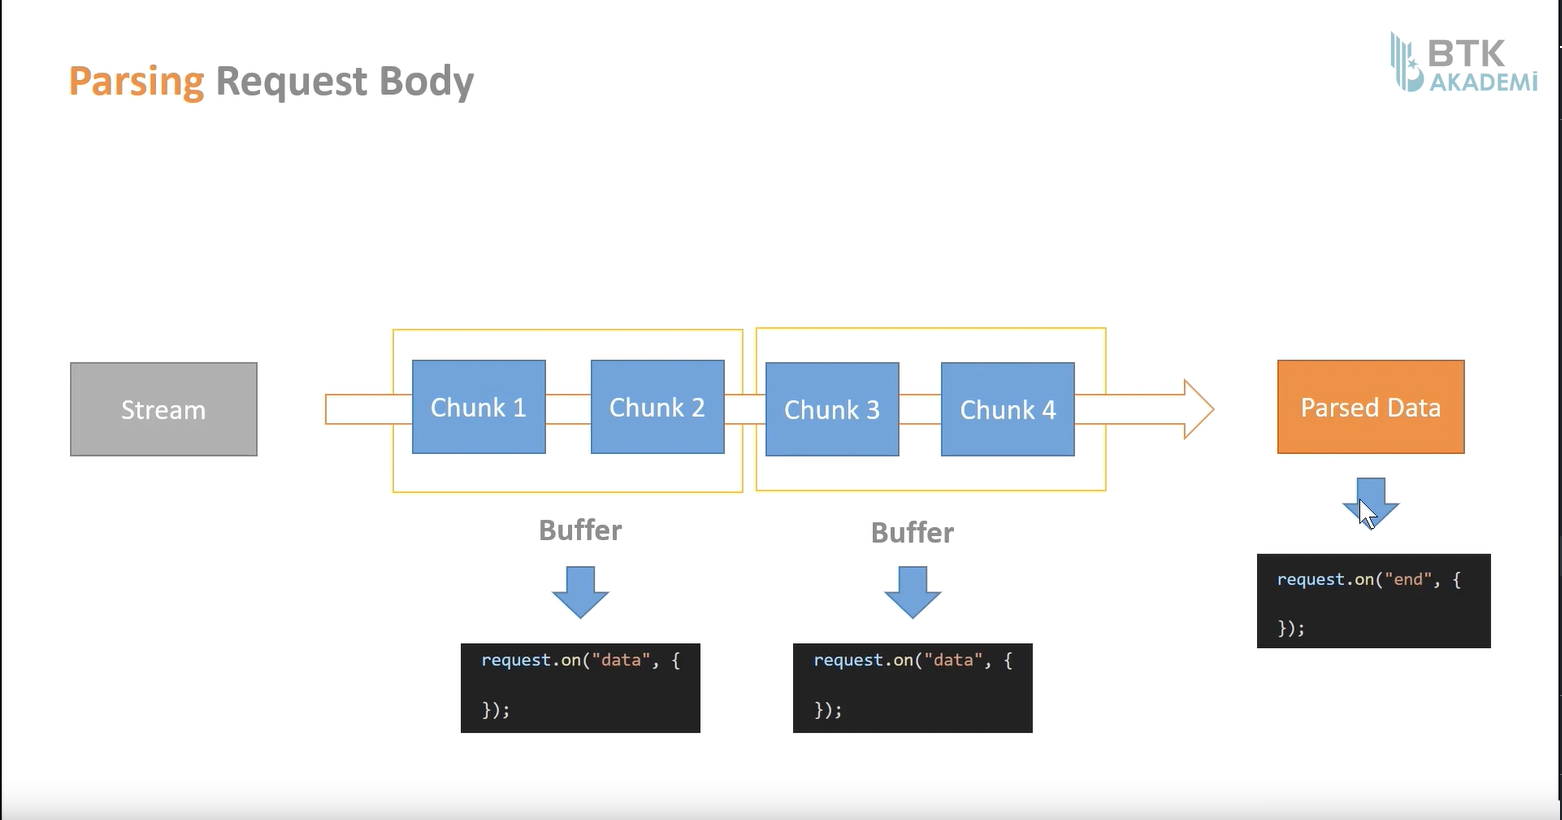 Parsing Request Body
BTK
AKADEMİ
Stream
Chunk 1
Chunk 2
Chunk 3
Chunk 4
Parsed Data
Buffer
Buffer
request.on("data", {
});
request.on("data", {
});
request.on("end", {
});